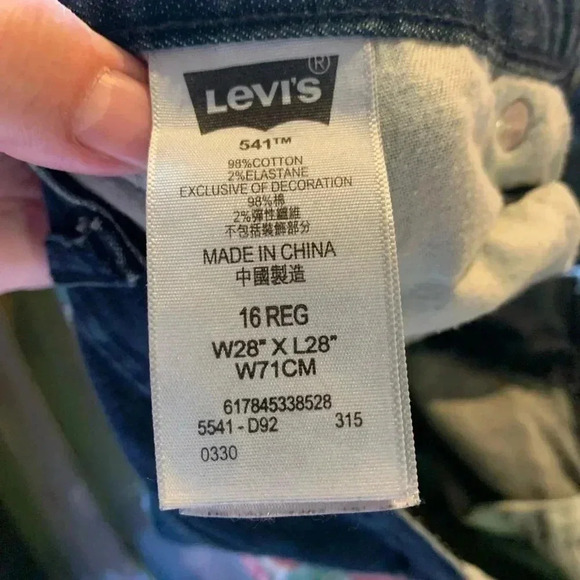 LEVI'S®
541™
98%COTTON
2%ELASTANE
EXCLUSIVE OF DECORATION
98%棉
2%彈性纖維
不包括裝飾部分
MADE IN CHINA
中國製造
16 REG
W28" X L28"
W71CM
617845338528
5541 - D92 315
0330